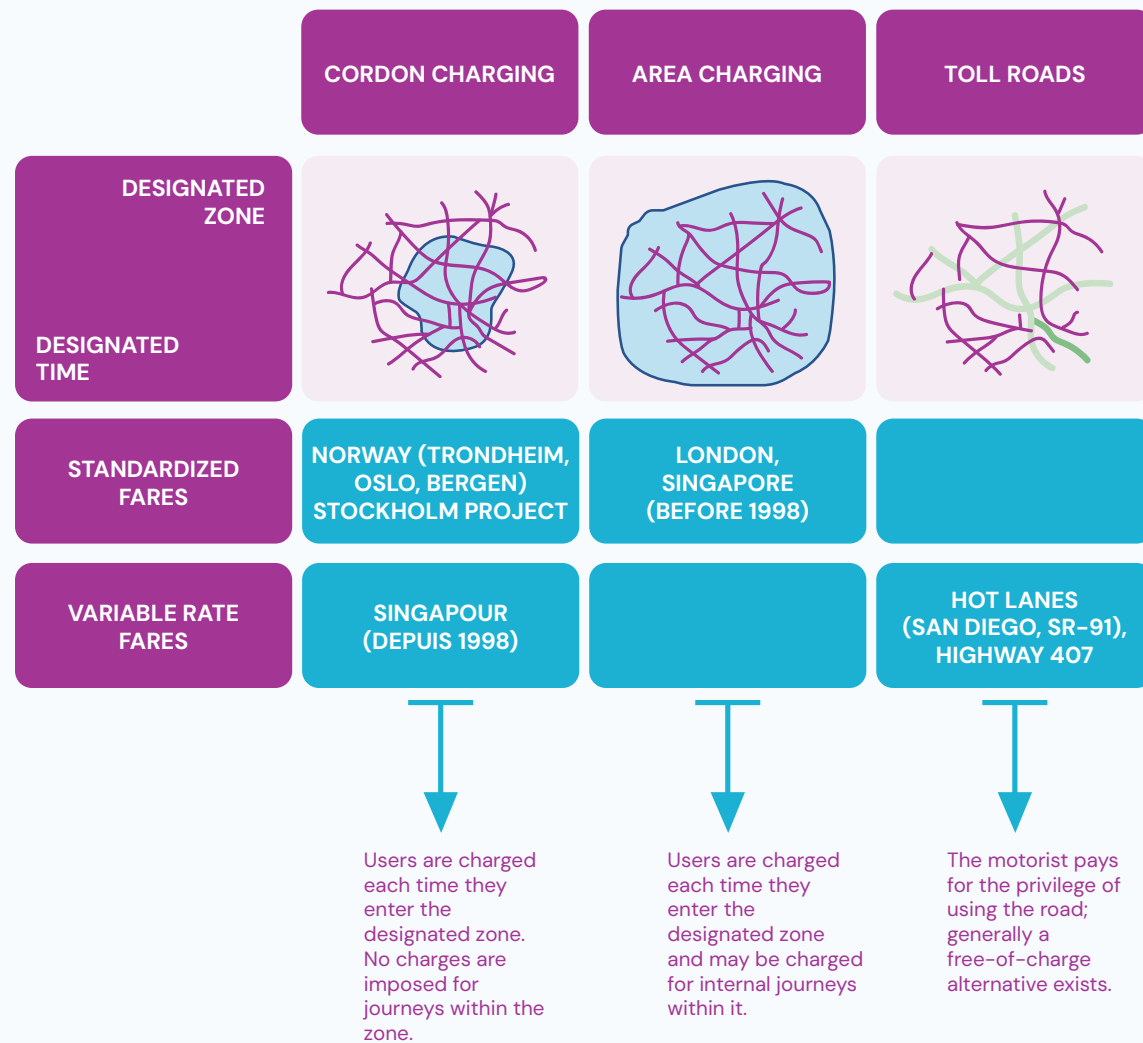 CORDON CHARGING
AREA CHARGING
TOLL ROADS
DESIGNATED
ZONE
DESIGNATED
TIME
STANDARDIZED
FARES
NORWAY (TRONDHEIM,
OSLO, BERGEN)
STOCKHOLM PROJECT
LONDON,
SINGAPORE
(BEFORE 1998)
VARIABLE RATE
FARES
SINGAPOUR
(DEPUIS 1998)
HOT LANES
(SAN DIEGO, SR-91),
HIGHWAY 407
Users are charged
each time they
enter the
designated zone.
No charges are
imposed for
journeys within the
zone.
Users are charged
each time they
enter the
designated zone
and may be charged
for internal journeys
within it.
The motorist pays
for the privilege of
using the road;
generally a
free-of-charge
alternative exists.